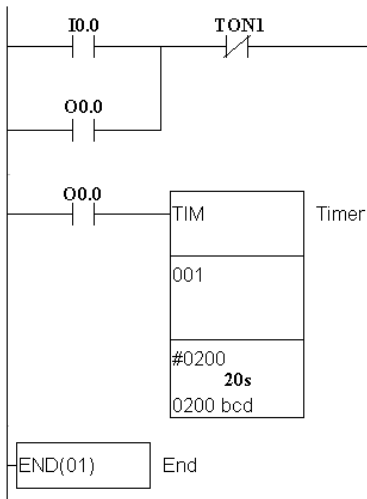 I0.0 TON1
O0.0
O0.0
TIM Timer
001
#0200
20s
0200 bcd
END(01) End